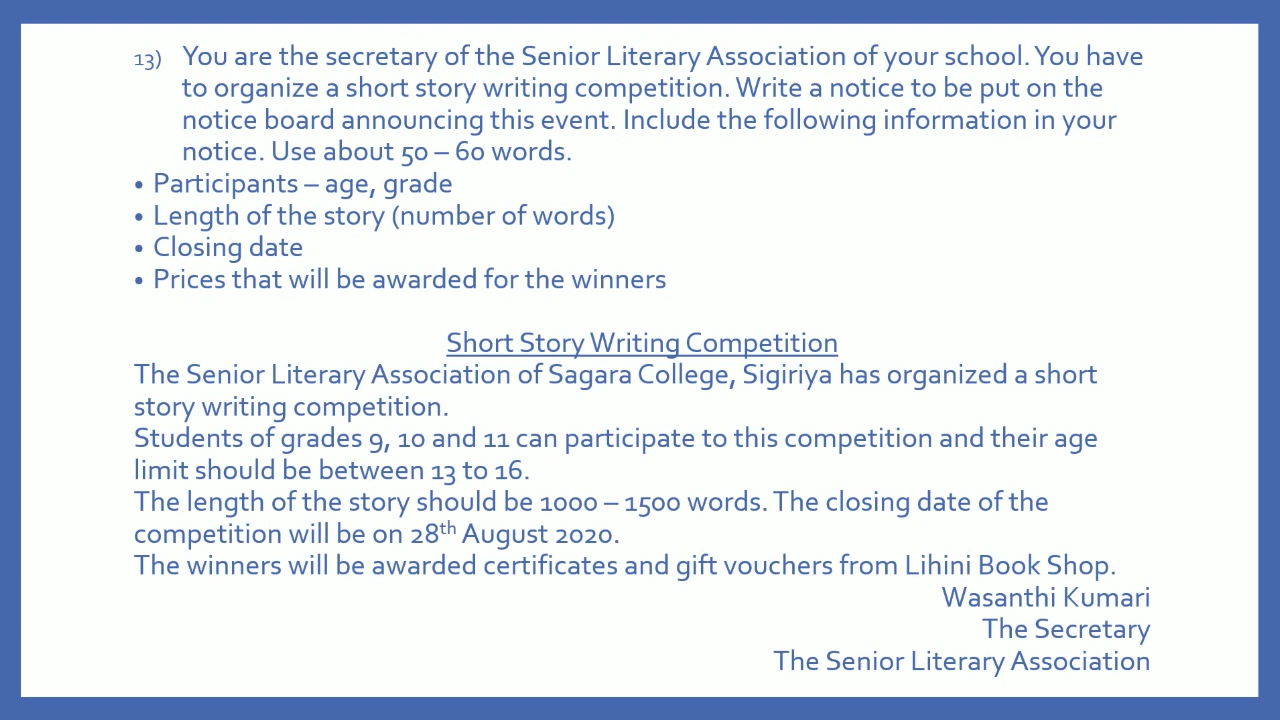 13) You are the secretary of the Senior Literary Association of your school. You have
to organize a short story writing competition. Write a notice to be put on the
notice board announcing this event. Include the following information in your
notice. Use about 50 – 60 words.
• Participants – age, grade
• Length of the story (number of words)
• Closing date
• Prices that will be awarded for the winners
Short Story Writing Competition
The Senior Literary Association of Sagara College, Sigiriya has organized a short
story writing competition.
Students of grades 9, 10 and 11 can participate to this competition and their age
limit should be between 13 to 16.
The length of the story should be 1000 – 1500 words. The closing date of the
competition will be on 28th August 2020.
The winners will be awarded certificates and gift vouchers from Lihini Book Shop.
Wasanthi Kumari
The Secretary
The Senior Literary Association